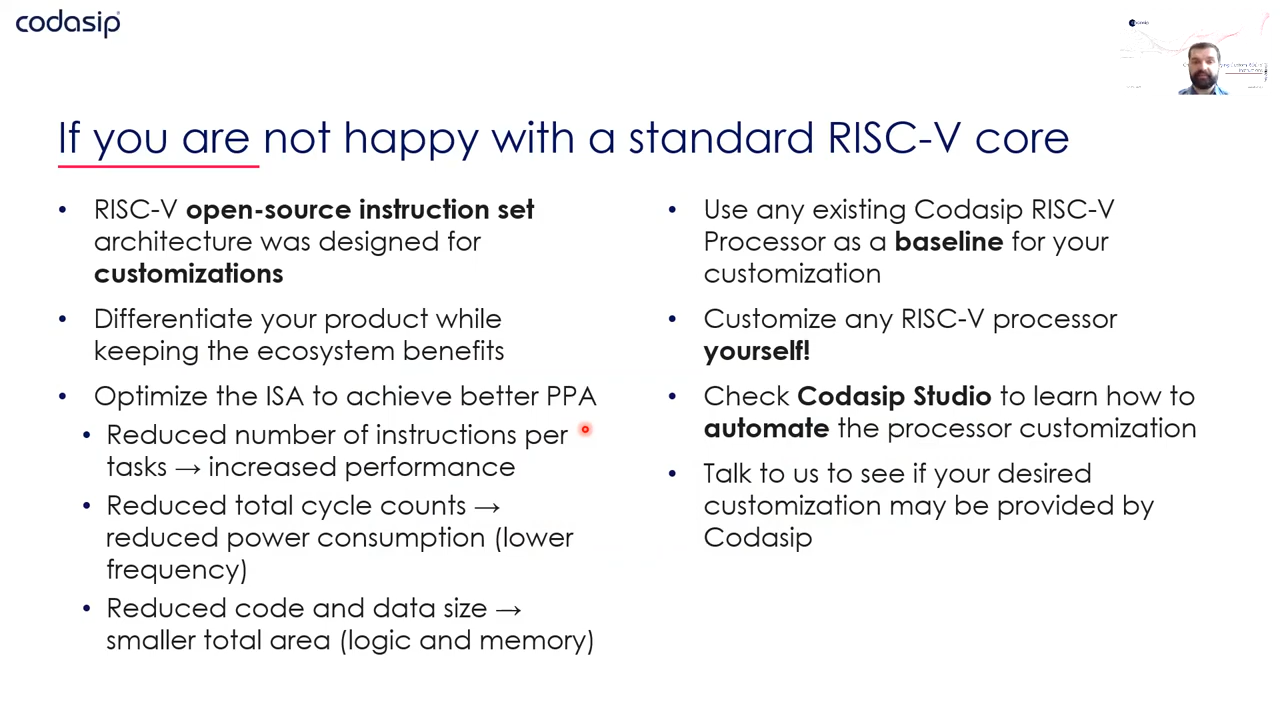 codasip
If you are not happy with a standard RISC-V core
• RISC-V open-source instruction set
architecture was designed for
customizations
• Differentiate your product while
keeping the ecosystem benefits
• Optimize the ISA to achieve better PPA
• Reduced number of instructions per
tasks → increased performance
• Reduced total cycle counts →
reduced power consumption (lower
frequency)
• Reduced code and data size →
smaller total area (logic and memory)
• Use any existing Codasip RISC-V
Processor as a baseline for your
customization
• Customize any RISC-V processor
yourself!
• Check Codasip Studio to learn how to
automate the processor customization
• Talk to us to see if your desired
customization may be provided by
Codasip